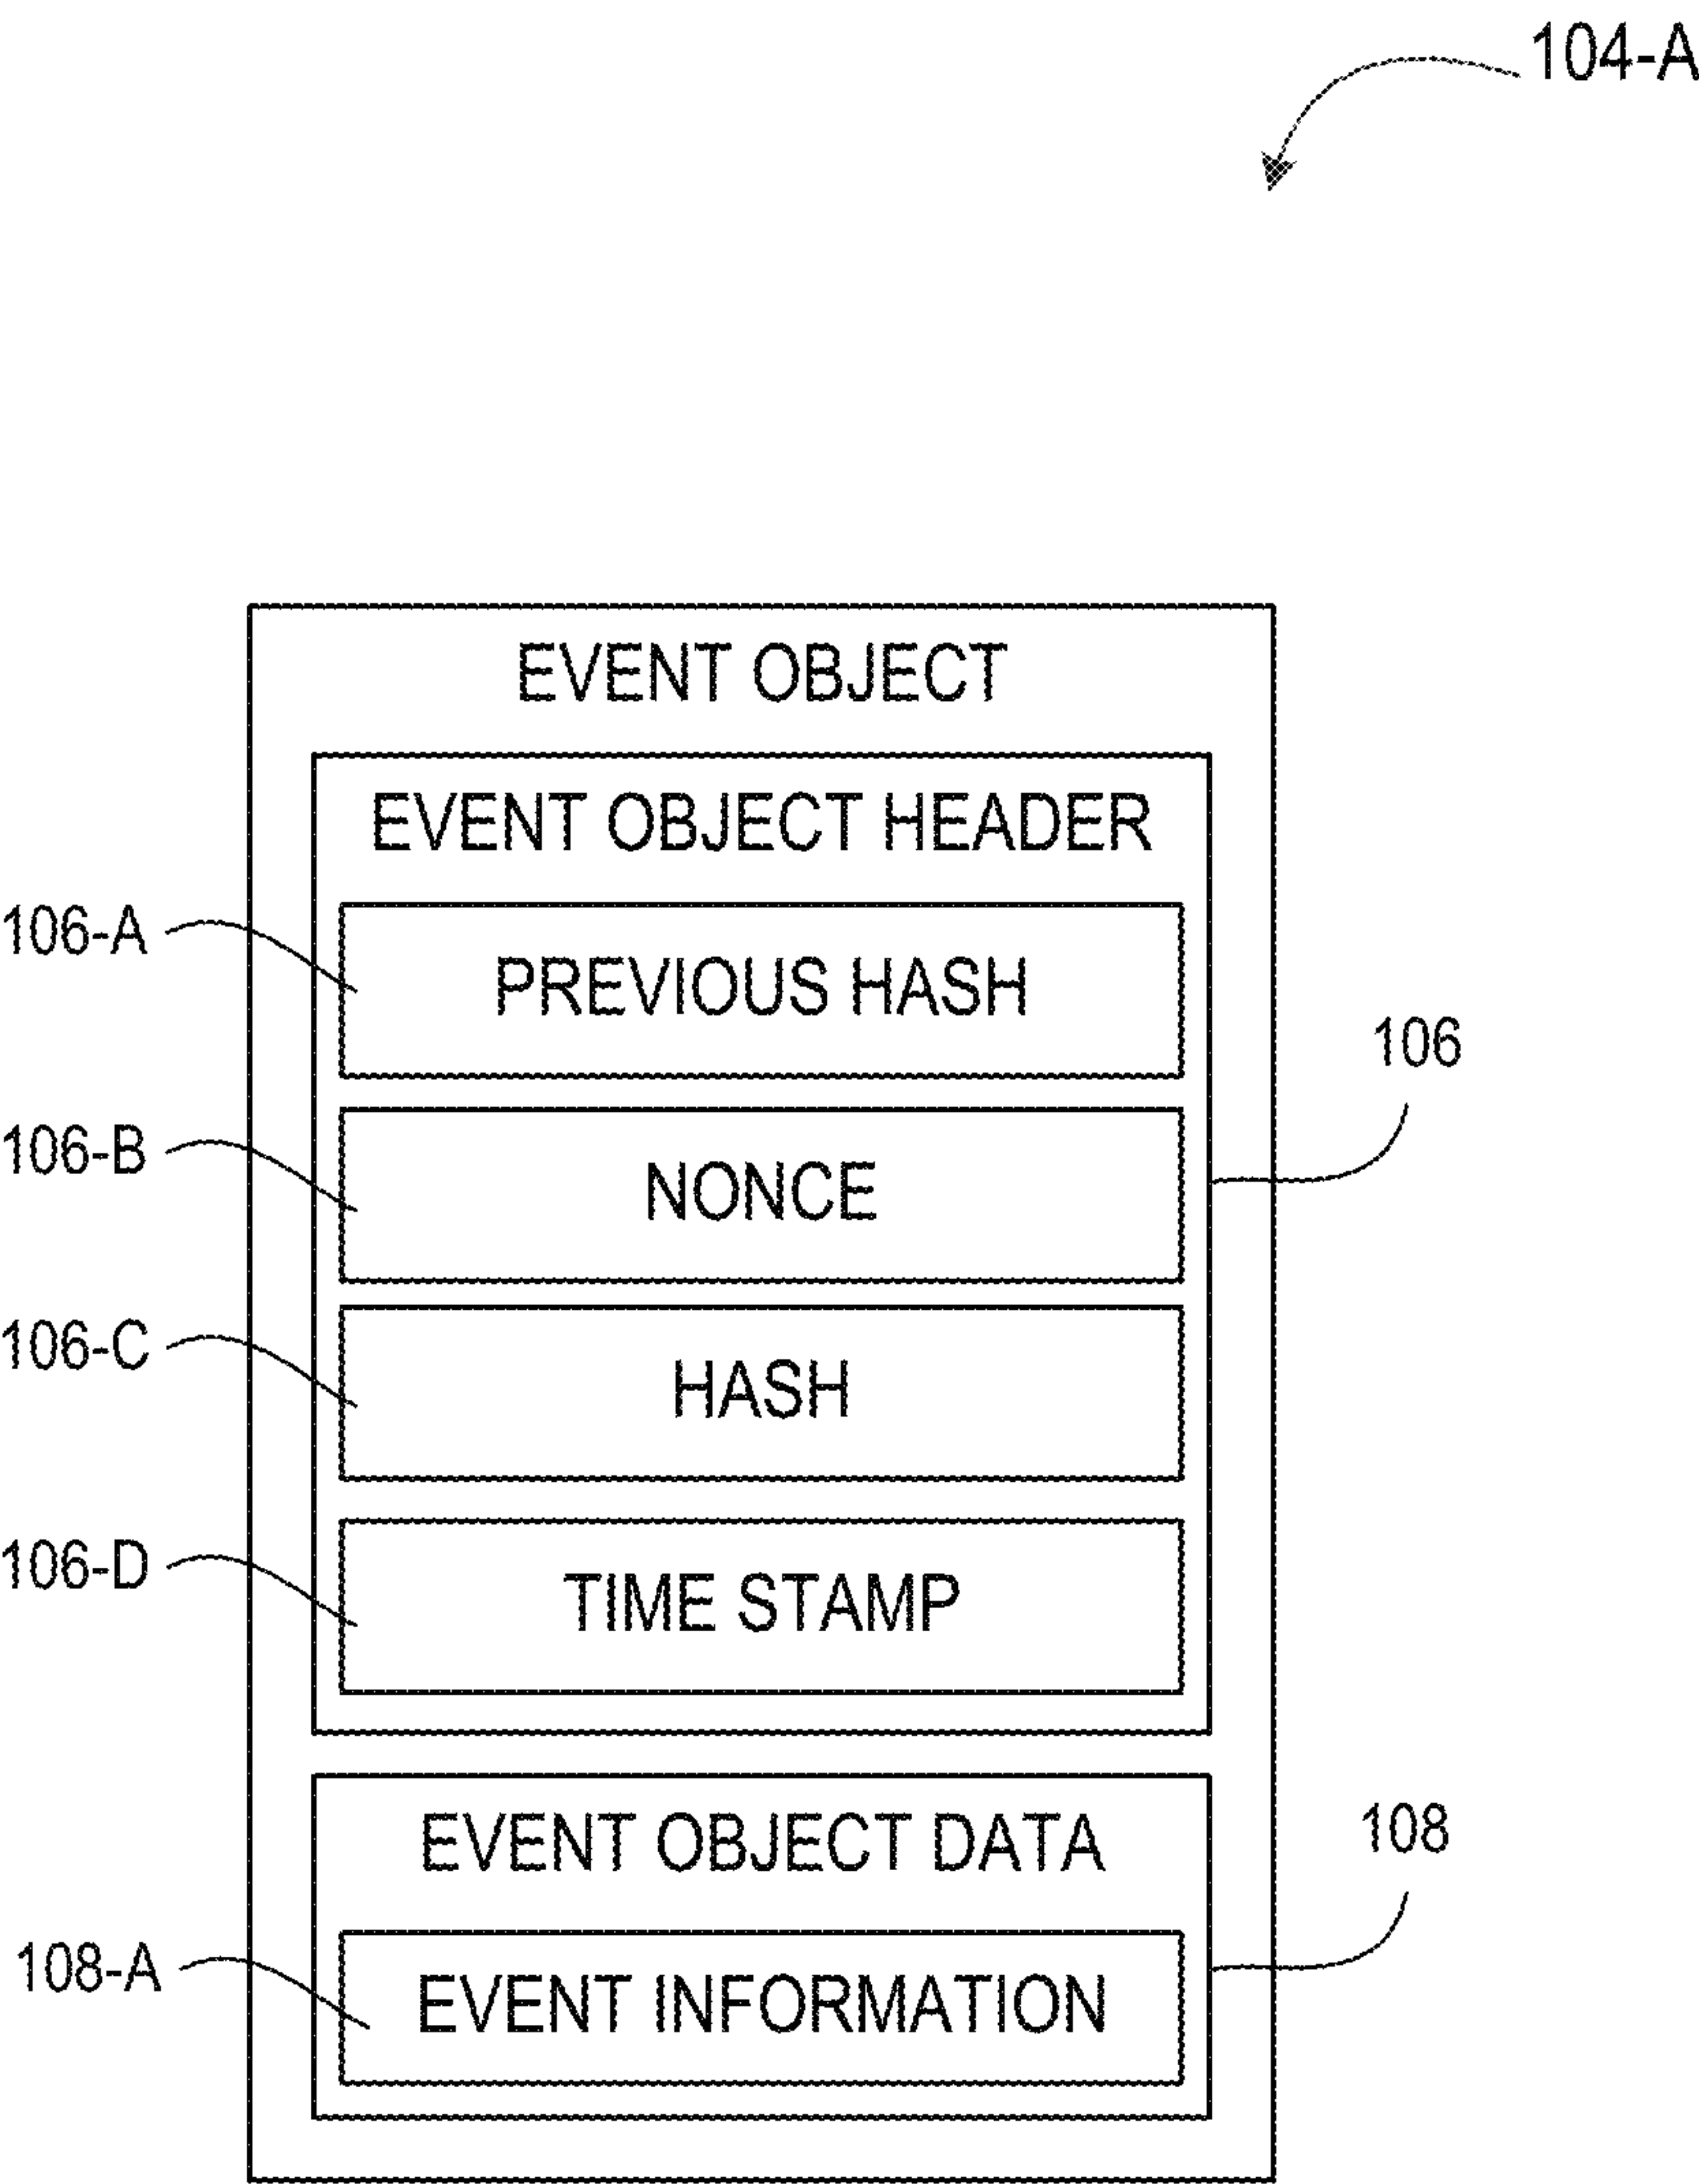 104-A
EVENT OBJECT
EVENT OBJECT HEADER
106-A
PREVIOUS HASH
106
106-B
NONCE
106-C
HASH
106-D
TIME STAMP
EVENT OBJECT DATA
108
108-A
EVENT INFORMATION